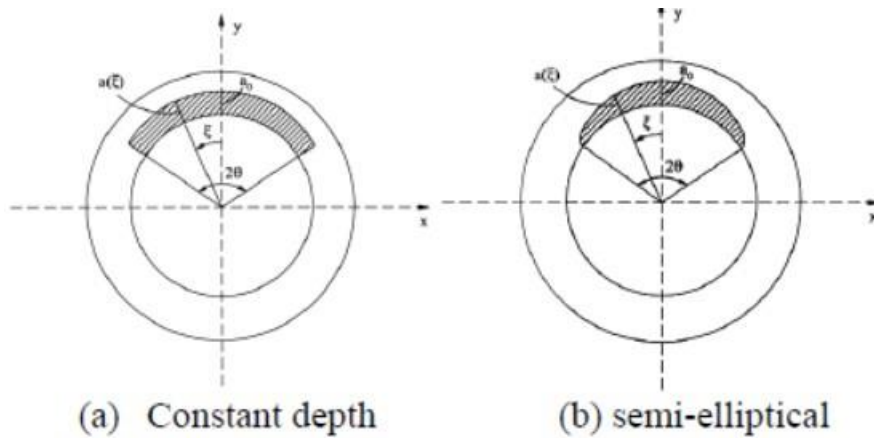 y
a(ξ)
a₀
ξ
2θ
x
(a) Constant depth
y
a(ξ)
a₀
ξ
2θ
x
(b) semi-elliptical